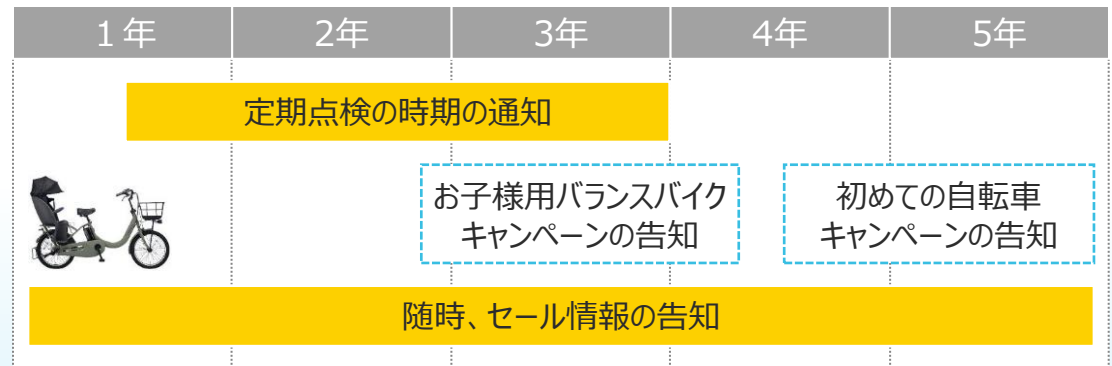 1年 2年 3年 4年 5年
定期点検の時期の通知
お子様用バランスバイク
キャンペーンの告知
初めての自転車
キャンペーンの告知
随時、セール情報の告知